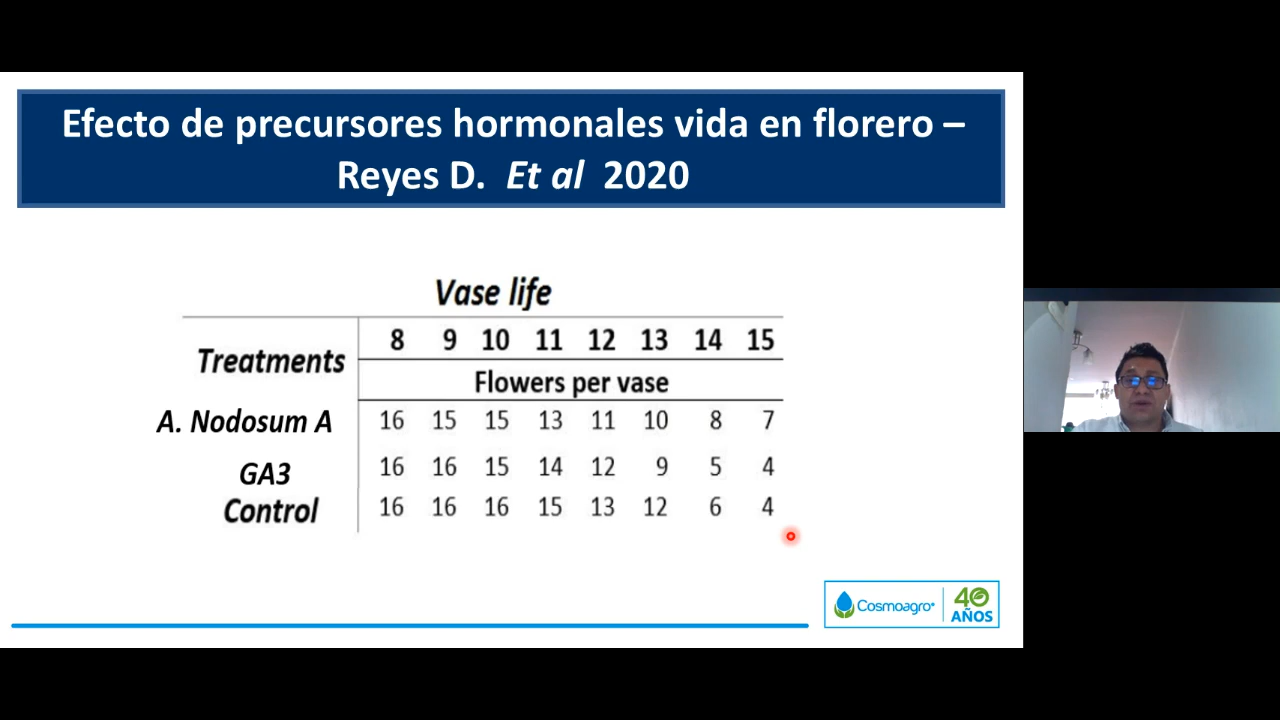 Efecto de precursores hormonales vida en florero –
Reyes D. Et al 2020
Vase life
Treatments
8 9 10 11 12 13 14 15
Flowers per vase
A. Nodosum A 16 15 15 13 11 10 8 7
GA3 16 16 15 14 12 9 5 4
Control 16 16 16 15 13 12 6 4
Cosmoagro
40
AÑOS